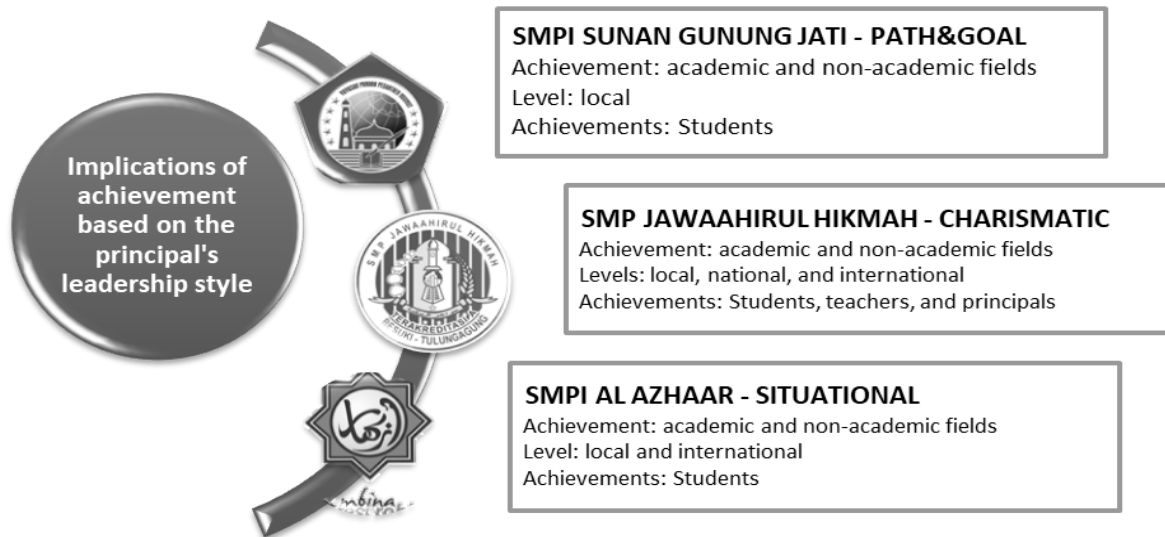 Implications of
achievement
based on the
principal's
leadership style
SMPI SUNAN GUNUNG JATI - PATH&GOAL
Achievement: academic and non-academic fields
Level: local
Achievements: Students
SMP JAWAAHIRUL HIKMAH
TERAKREDITASI
BESUKI - TULUNGAGUNG
SMP JAWAAHIRUL HIKMAH - CHARISMATIC
Achievement: academic and non-academic fields
Levels: local, national, and international
Achievements: Students, teachers, and principals
SMPI AL AZHAAR - SITUATIONAL
Achievement: academic and non-academic fields
Level: local and international
Achievements: Students